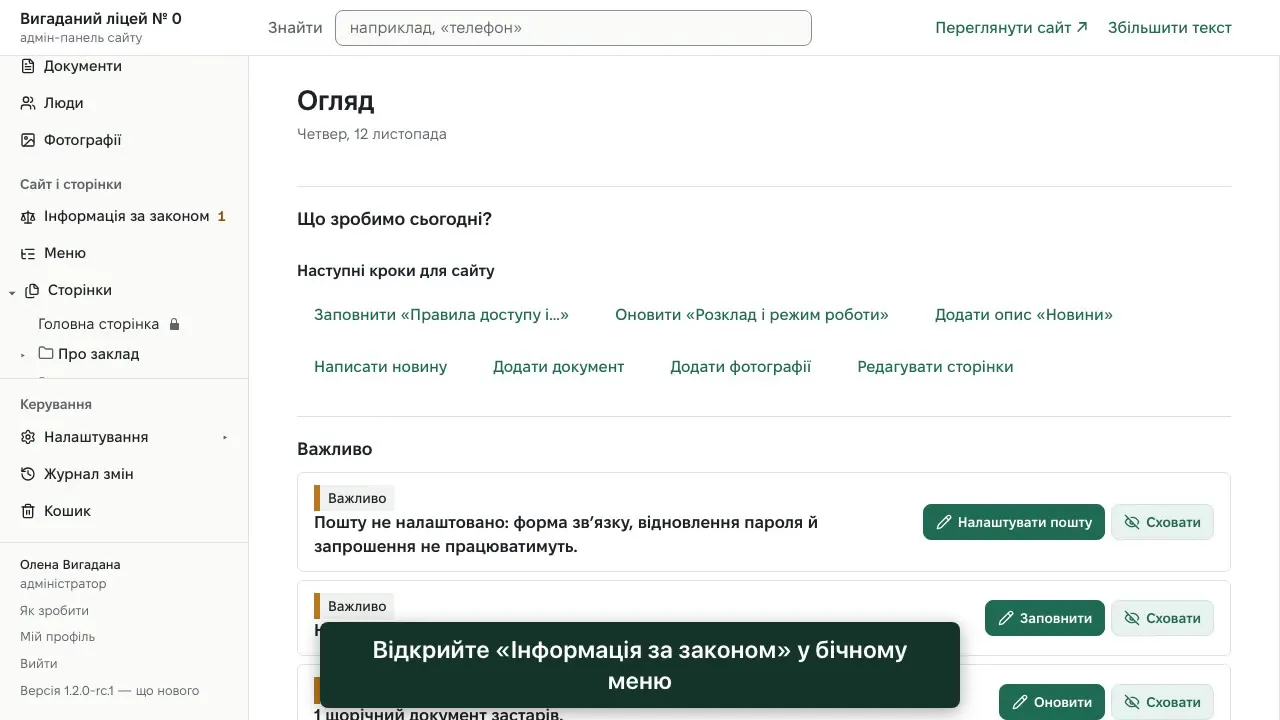 Вигаданий ліцей № 0
адмін-панель сайту
Знайти
наприклад, «телефон»
Переглянути сайт ↗
Збільшити текст
Документи
Люди
Фотографії
Сайт і сторінки
Інформація за законом 1
Меню
Сторінки
Головна сторінка
Про заклад
Керування
Налаштування
Журнал змін
Кошик
Олена Вигадана
адміністратор
Як зробити
Мій профіль
Вийти
Версія 1.2.0-rc.1 — що нового
Огляд
Четвер, 12 листопада
Що зробимо сьогодні?
Наступні кроки для сайту
Заповнити «Правила доступу і...»
Оновити «Розклад і режим роботи»
Додати опис «Новини»
Написати новину
Додати документ
Додати фотографії
Редагувати сторінки
Важливо
Важливо
Пошту не налаштовано: форма зв’язку, відновлення пароля й
запрошення не працюватимуть.
Налаштувати пошту
Сховати
Важливо
Заповнити
Сховати
1 щорічний документ застарів.
Оновити
Сховати
Відкрийте «Інформація за законом» у бічному
меню